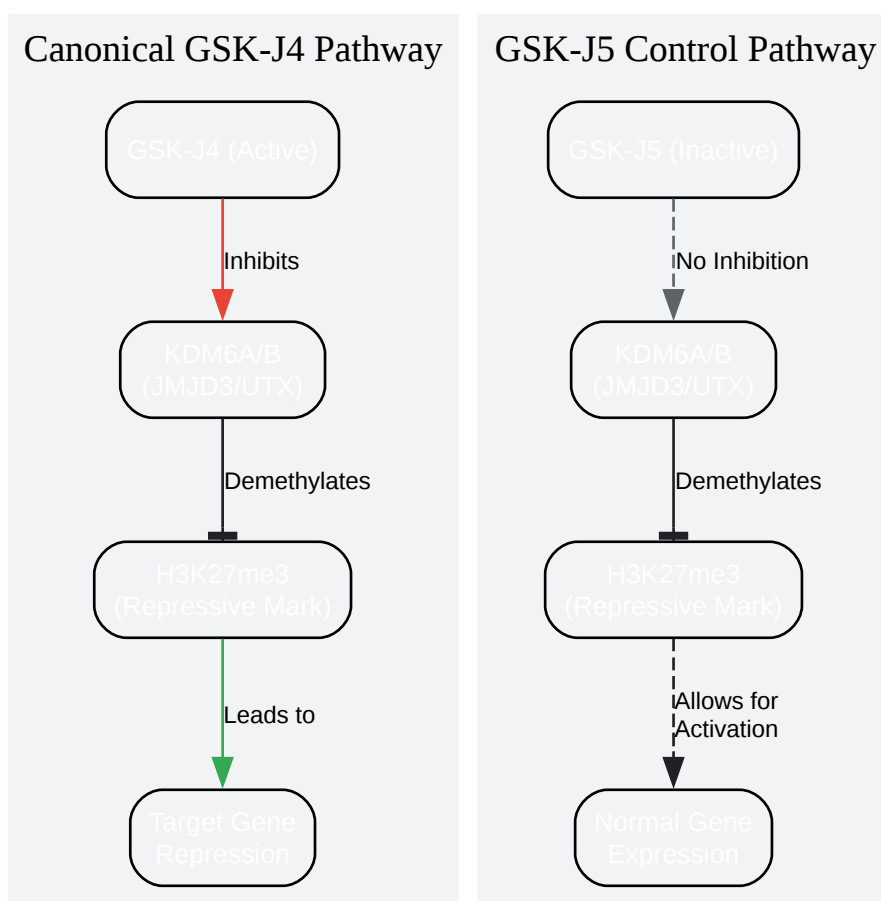 Canonical GSK-J4 Pathway
GSK-J4 (Active)
Inhibits
KDM6A/B
(JMJD3/UTX)
Demethylates
H3K27me3
(Repressive Mark)
Leads to
Target Gene
Repression
GSK-J5 Control Pathway
GSK-J5 (Inactive)
No Inhibition
KDM6A/B
(JMJD3/UTX)
Demethylates
H3K27me3
(Repressive Mark)
Allows for
Activation
Normal Gene
Expression